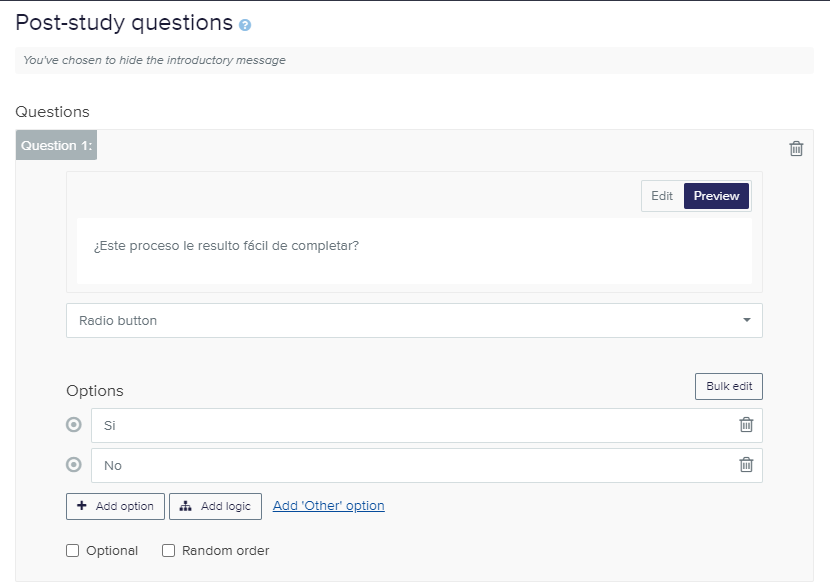 Post-study questions ?
You've chosen to hide the introductory message
Questions
Question 1:
Edit Preview
¿Este proceso le resulto fácil de completar?
Radio button
Options Bulk edit
Si
No
+ Add option Add logic Add 'Other' option
Optional Random order